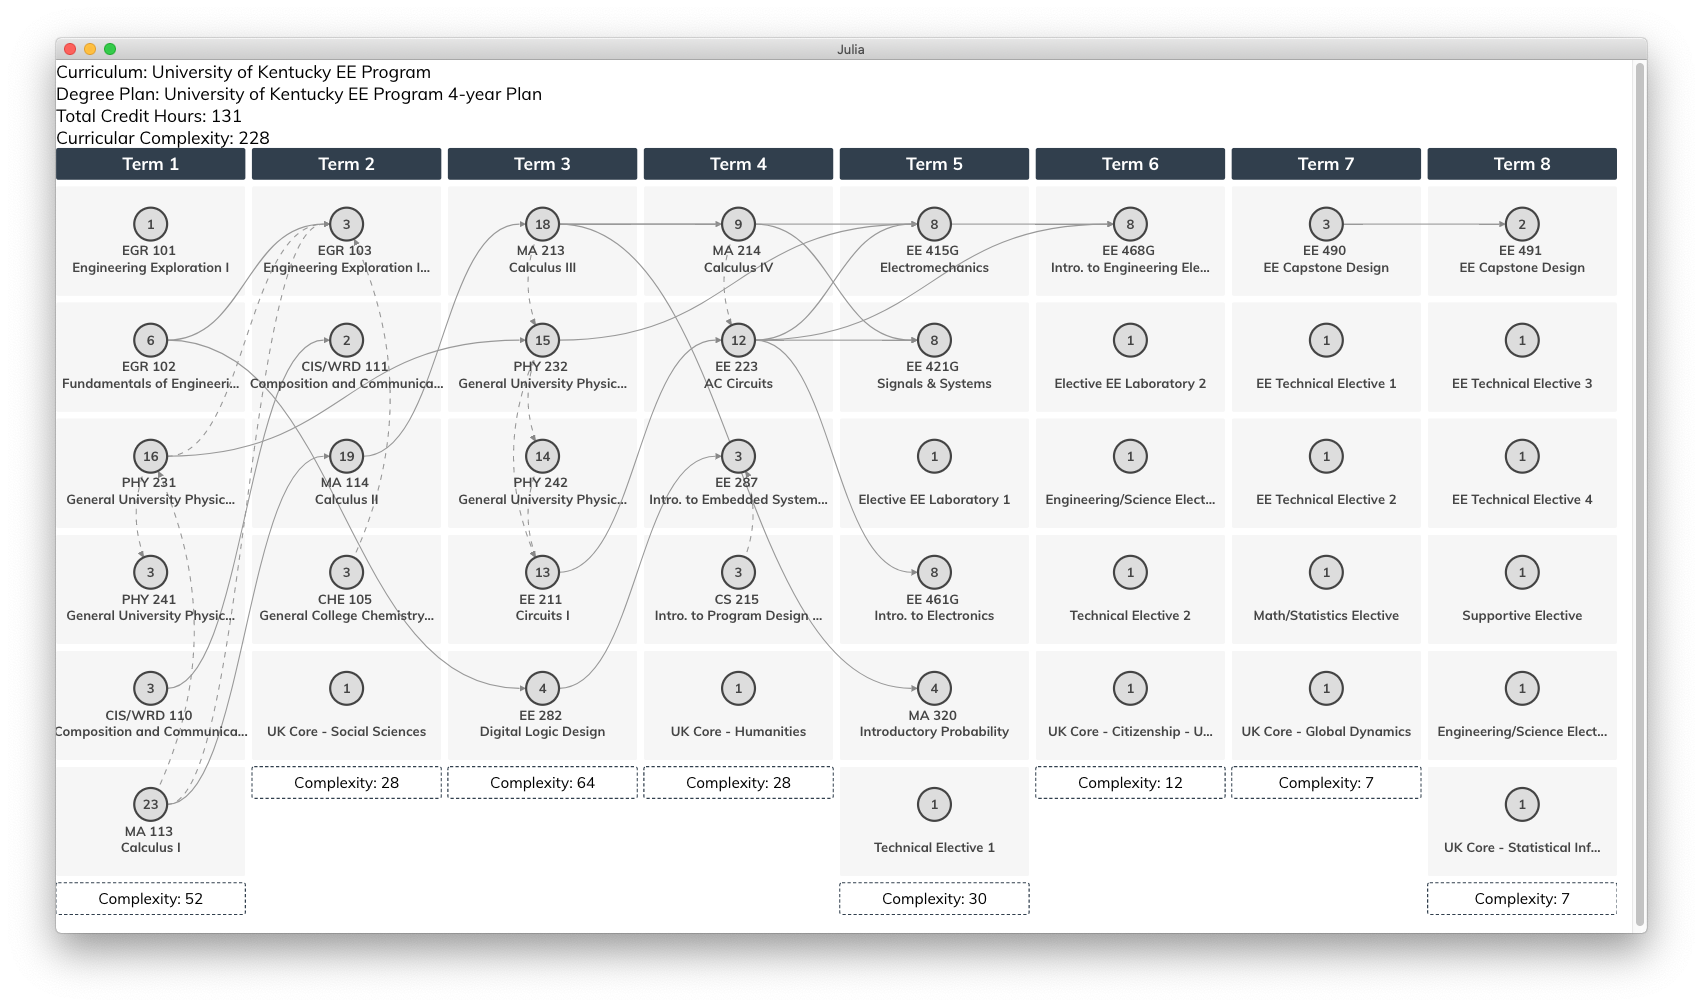 Julia
Curriculum: University of Kentucky EE Program
Degree Plan: University of Kentucky EE Program 4-year Plan
Total Credit Hours: 131
Curricular Complexity: 228
Term 1
Term 2
Term 3
Term 4
Term 5
Term 6
Term 7
Term 8
1
EGR 101
Engineering Exploration I
3
EGR 103
Engineering Exploration I...
18
MA 213
Calculus III
9
MA 214
Calculus IV
8
EE 415G
Electromechanics
8
EE 468G
Intro. to Engineering Ele...
3
EE 490
EE Capstone Design
2
EE 491
EE Capstone Design
6
EGR 102
Fundamentals of Engineeri...
2
CIS/WRD 111
Composition and Communica...
15
PHY 232
General University Physic...
12
EE 223
AC Circuits
8
EE 421G
Signals & Systems
1
Elective EE Laboratory 2
1
EE Technical Elective 1
1
EE Technical Elective 3
16
PHY 231
General University Physic...
19
MA 114
Calculus II
14
PHY 242
General University Physic...
3
EE 287
Intro. to Embedded System...
1
Elective EE Laboratory 1
1
Engineering/Science Elect...
1
EE Technical Elective 2
1
EE Technical Elective 4
3
PHY 241
General University Physic...
3
CHE 105
General College Chemistry...
13
EE 211
Circuits I
3
CS 215
Intro. to Program Design ...
8
EE 461G
Intro. to Electronics
1
Technical Elective 2
1
Math/Statistics Elective
1
Supportive Elective
3
CIS/WRD 110
Composition and Communica...
1
UK Core - Social Sciences
4
EE 282
Digital Logic Design
1
UK Core - Humanities
4
MA 320
Introductory Probability
1
UK Core - Citizenship - U...
1
UK Core - Global Dynamics
1
Engineering/Science Elect...
23
MA 113
Calculus I
Complexity: 28
Complexity: 64
Complexity: 28
1
Technical Elective 1
Complexity: 12
Complexity: 7
1
UK Core - Statistical Inf...
Complexity: 52
Complexity: 30
Complexity: 7